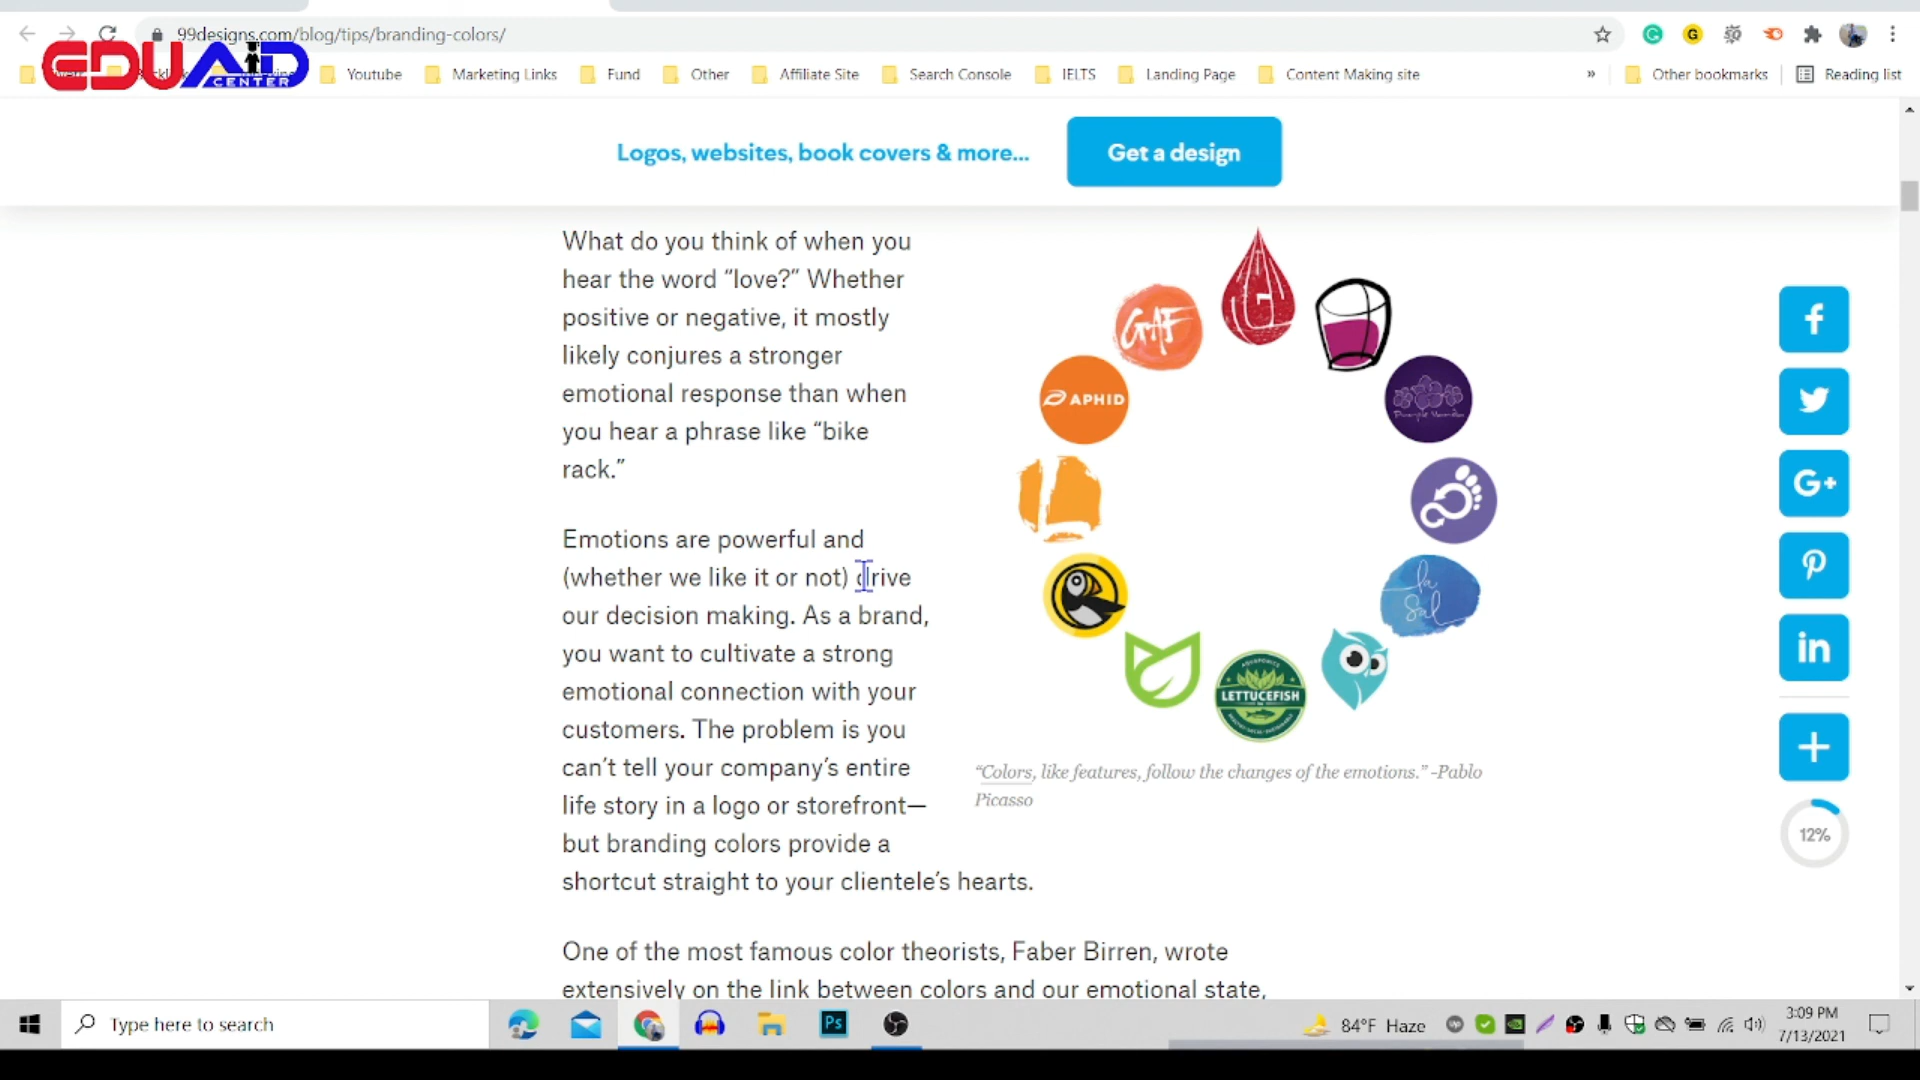 99designs.com/blog/tips/branding-colors/
EDUAID
CENTER
Youtube
Marketing Links
Fund
Other
Affiliate Site
Search Console
IELTS
Landing Page
Content Making site
»
Other bookmarks
Reading list
Logos, websites, book covers & more...
Get a design
What do you think of when you
hear the word “love?” Whether
positive or negative, it mostly
likely conjures a stronger
emotional response than when
you hear a phrase like “bike
rack.”
Emotions are powerful and
(whether we like it or not) drive
our decision making. As a brand,
you want to cultivate a strong
emotional connection with your
customers. The problem is you
can’t tell your company’s entire
life story in a logo or storefront—
but branding colors provide a
shortcut straight to your clientele’s hearts.
G
GAF
APHID
la
Sal
AQUAPONICS
LETTUCEFISH
“Colors, like features, follow the changes of the emotions.” -Pablo
Picasso
f
G+
in
+
12%
One of the most famous color theorists, Faber Birren, wrote
extensively on the link between colors and our emotional state,
Type here to search
Ps
84°F Haze
3:09 PM
7/13/2021